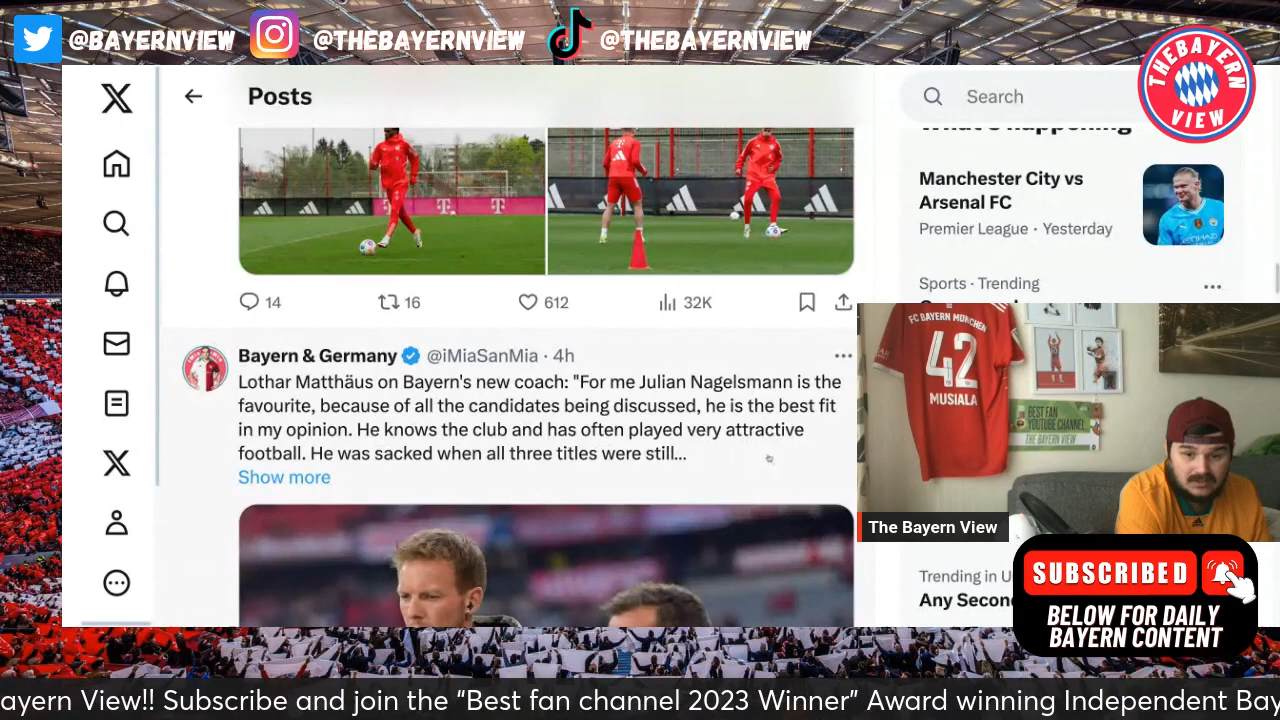 @BAYERNVIEW @THEBAYERNVIEW @THEBAYERNVIEW
THEBAYERN
VIEW
Posts
Search
What's happening
Manchester City vs
Arsenal FC
Premier League · Yesterday
Sports · Trending
14 16 612 32K
Bayern & Germany @iMiaSanMia · 4h
Lothar Matthäus on Bayern's new coach: "For me Julian Nagelsmann is the
favourite, because of all the candidates being discussed, he is the best fit
in my opinion. He knows the club and has often played very attractive
football. He was sacked when all three titles were still...
Show more
FC BAYERN MÜNCHEN
42
MUSIALA
BEST FAN
YOUTUBE CHANNEL
THE BAYERN VIEW
The Bayern View
Trending in U
Any Secon
SUBSCRIBED
BELOW FOR DAILY
BAYERN CONTENT
ayern View!! Subscribe and join the “Best fan channel 2023 Winner” Award winning Independent Bay